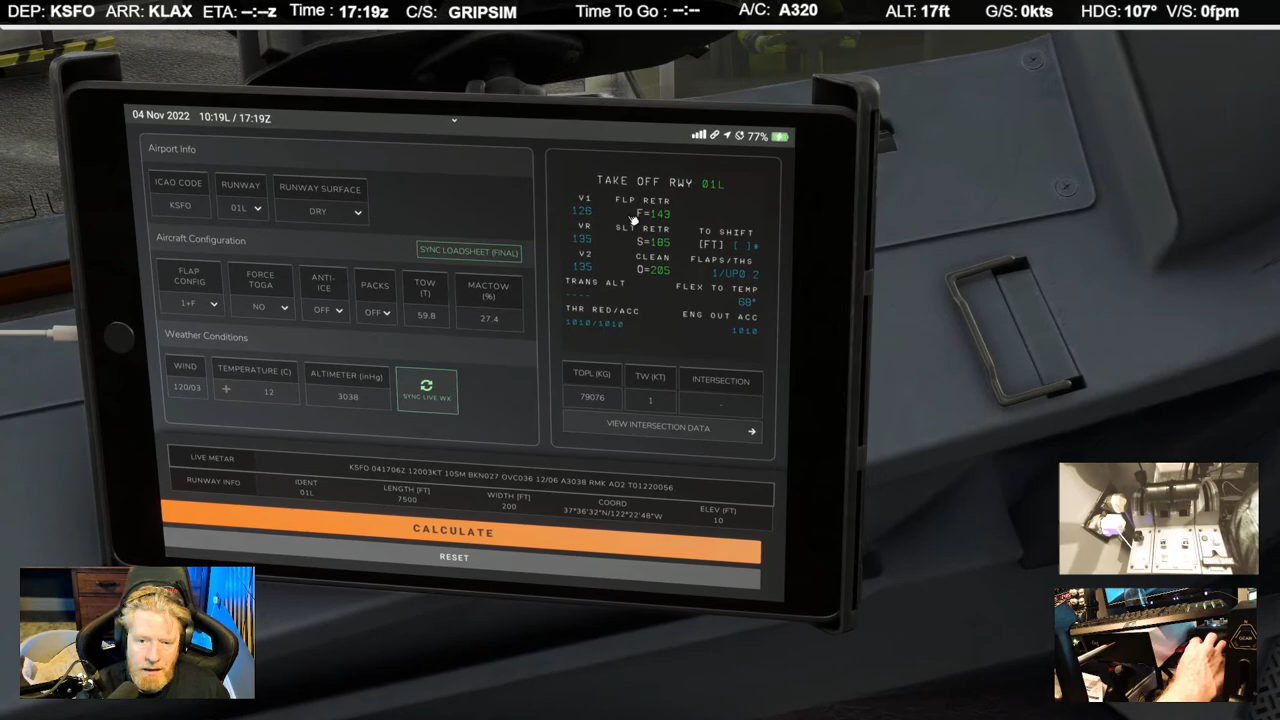 DEP: KSFO ARR: KLAX ETA: --:--z Time : 17:19z C/S: GRIPSIM Time To Go : --:-- A/C: A320 ALT: 17ft G/S: 0kts HDG: 107° V/S: 0fpm
04 Nov 2022 10:19L / 17:19Z
77%
Airport Info
ICAO CODE RUNWAY RUNWAY SURFACE
KSFO 01L DRY
Aircraft Configuration
SYNC LOADSHEET (FINAL)
FLAP CONFIG FORCE TOGA ANTI-ICE PACKS TOW (T) MACTOW (%)
1+F NO OFF OFF 59.8 27.4
Weather Conditions
WIND TEMPERATURE (C) ALTIMETER (inHg)
120/03 + 12 3038 SYNC LIVE WX
TAKE OFF RWY 01L
V1 FLP RETR
126 F=143
VR SLT RETR TO SHIFT
135 S=185 [FT] [ ]*
V2 CLEAN FLAPS/THS
135 O=205 1/UP0.2
TRANS ALT FLEX TO TEMP
---- 68°
THR RED/ACC ENG OUT ACC
1010/1010 1010
TOPL (KG) TW (KT) INTERSECTION
79076 1 -
VIEW INTERSECTION DATA →
LIVE METAR KSFO 041706Z 12003KT 10SM BKN027 OVC036 12/06 A3038 RMK AO2 T01220056
RUNWAY INFO IDENT LENGTH (FT) WIDTH (FT) COORD ELEV (FT)
01L 7500 200 37°36'32"N/122°22'48"W 10
CALCULATE
RESET
GEAR